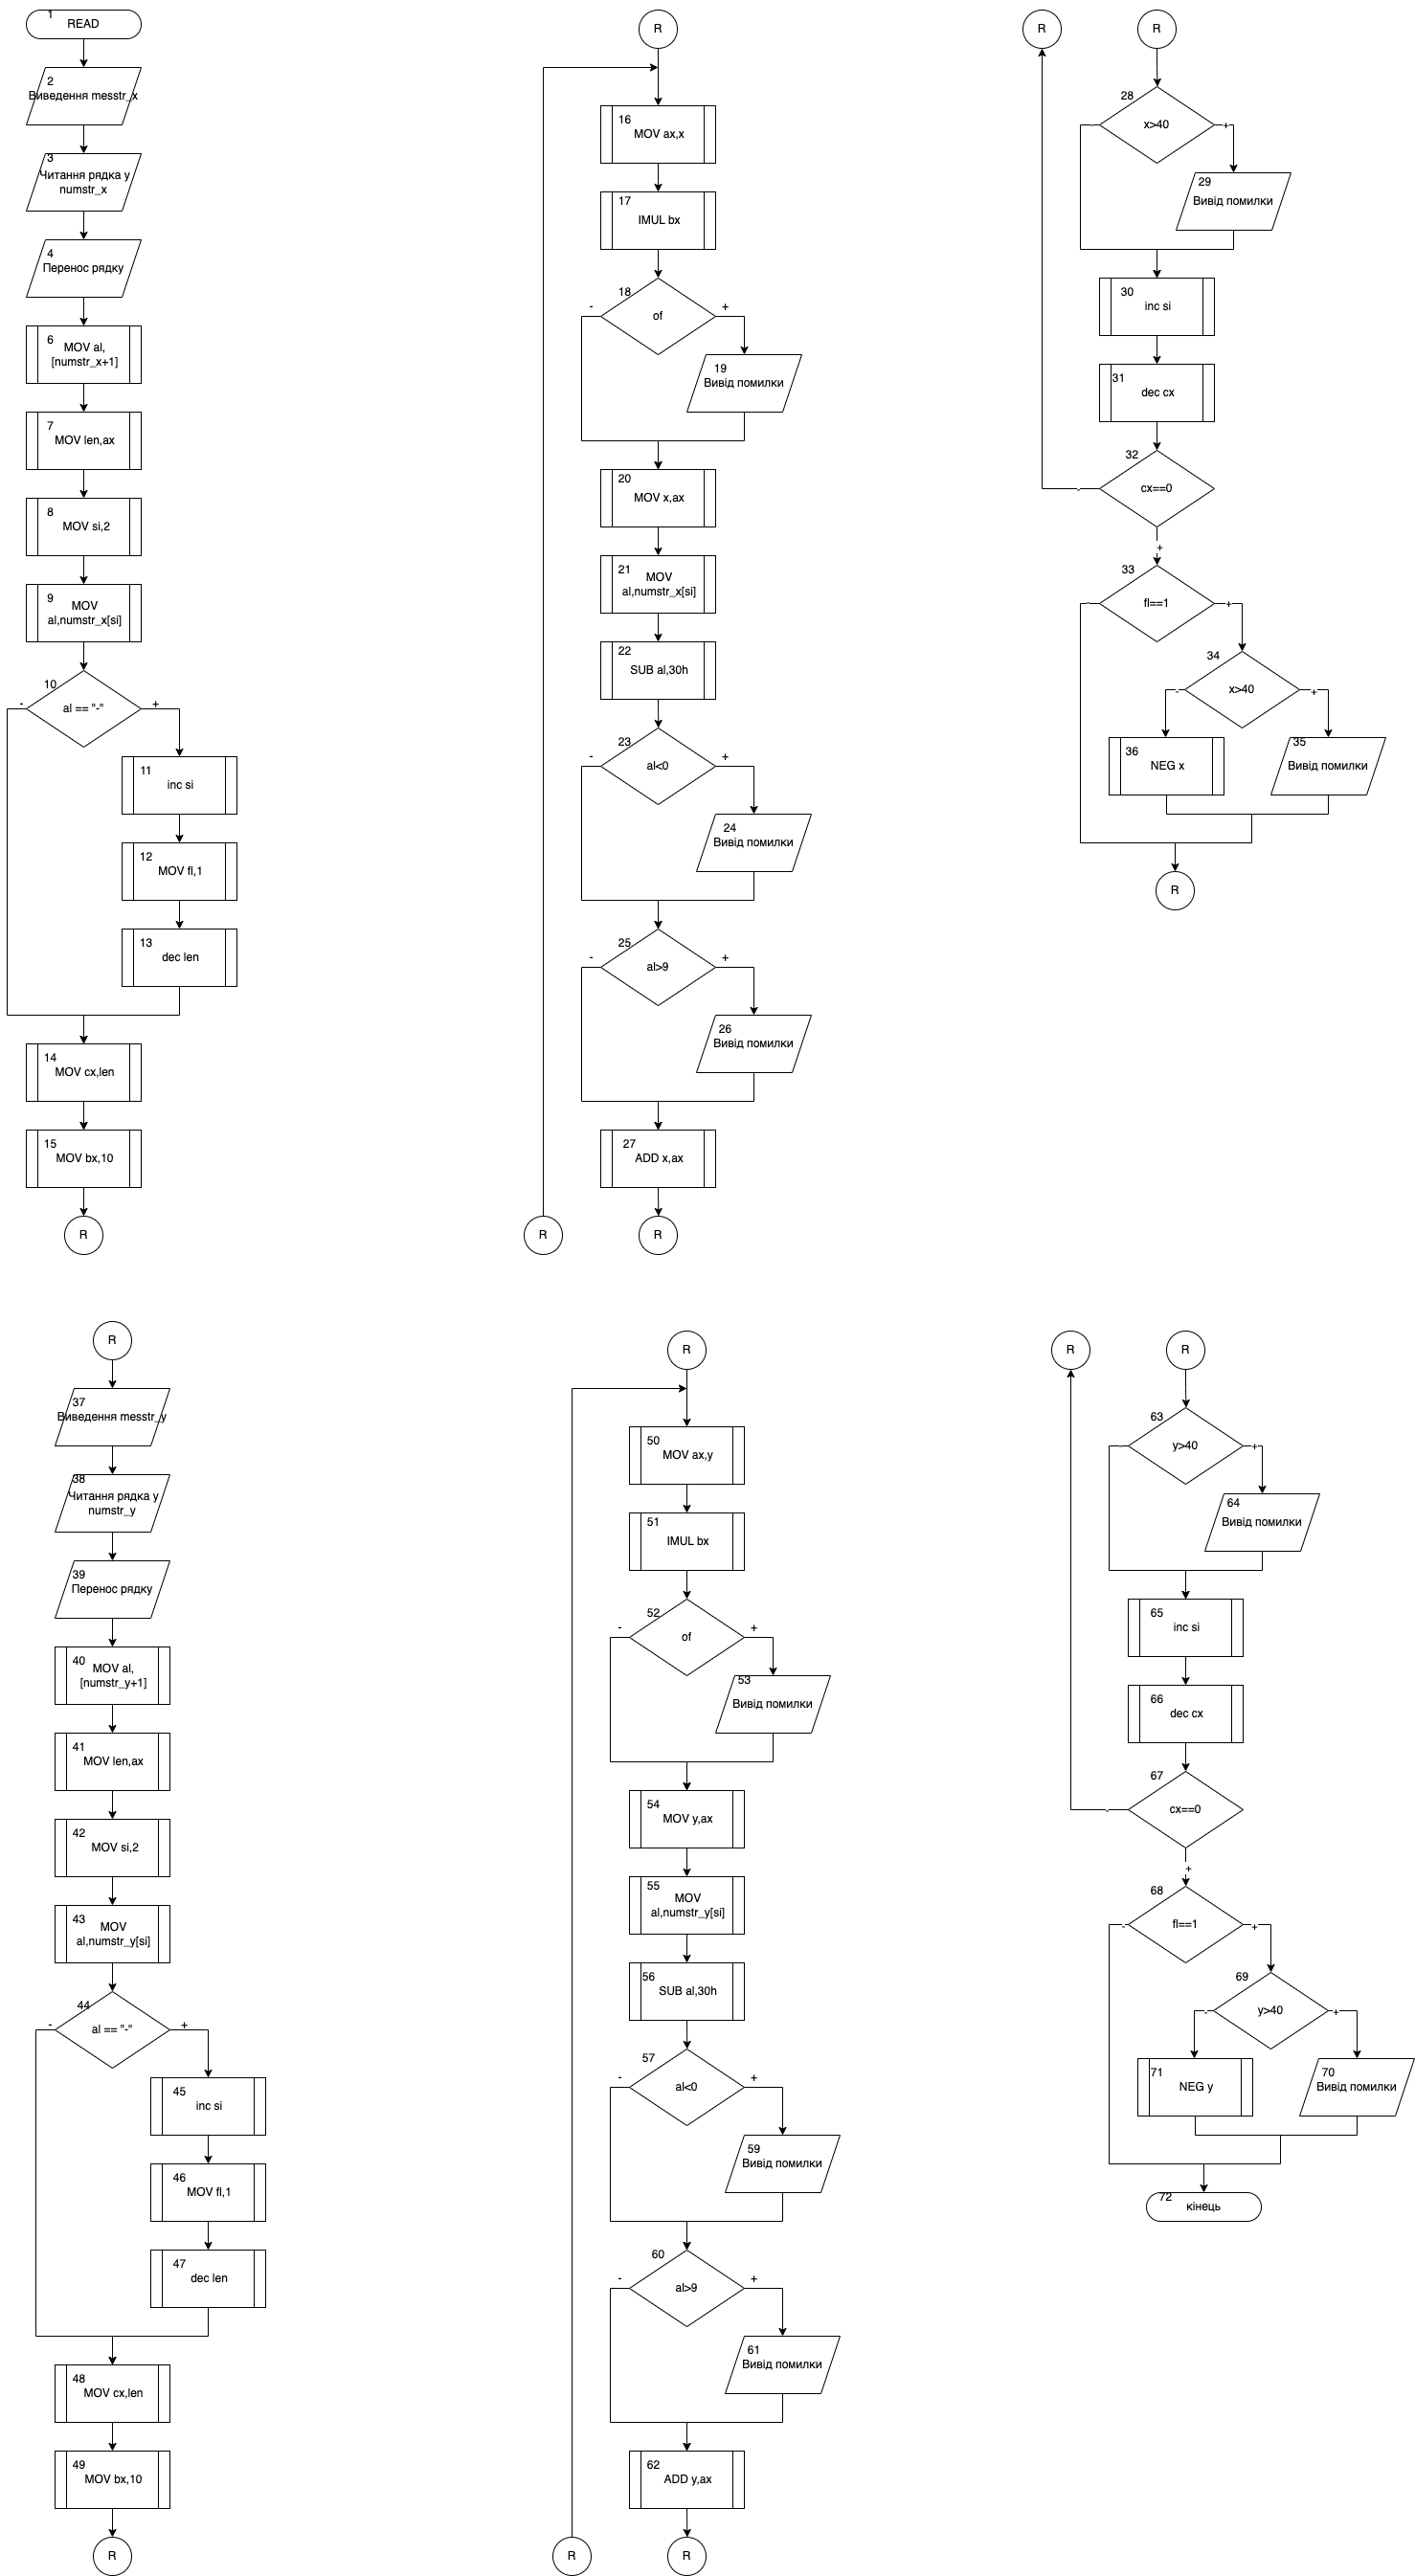 1
READ
2
Виведення messtr_x
3
Читання рядка у
numstr_x
4
Перенос рядку
6
MOV al,
[numstr_x+1]
7
MOV len,ax
8
MOV si,2
9
MOV
al,numstr_x[si]
10
al == "-"
-
+
11
inc si
12
MOV fl,1
13
dec len
14
MOV cx,len
15
MOV bx,10
R
R
16
MOV ax,x
17
IMUL bx
18
of
-
+
19
Вивід помилки
20
MOV x,ax
21
MOV
al,numstr_x[si]
22
SUB al,30h
23
al<0
-
+
24
Вивід помилки
25
al>9
-
+
26
Вивід помилки
27
ADD x,ax
R
R
R
R
28
x>40
+
29
Вивід помилки
30
inc si
31
dec cx
32
cx==0
-
+
33
fl==1
+
34
x>40
-
+
35
Вивід помилки
36
NEG x
R
R
37
Виведення messtr_y
38
Читання рядка у
numstr_y
39
Перенос рядку
40
MOV al,
[numstr_y+1]
41
MOV len,ax
42
MOV si,2
43
MOV
al,numstr_y[si]
44
al == "-"
-
+
45
inc si
46
MOV fl,1
47
dec len
48
MOV cx,len
49
MOV bx,10
R
R
50
MOV ax,y
51
IMUL bx
52
of
-
+
53
Вивід помилки
54
MOV y,ax
55
MOV
al,numstr_y[si]
56
SUB al,30h
57
al<0
-
+
59
Вивід помилки
60
al>9
-
+
61
Вивід помилки
62
ADD y,ax
R
R
R
R
63
y>40
+
64
Вивід помилки
65
inc si
66
dec cx
67
cx==0
-
+
68
fl==1
-
+
69
y>40
-
+
70
Вивід помилки
71
NEG y
72
кінець